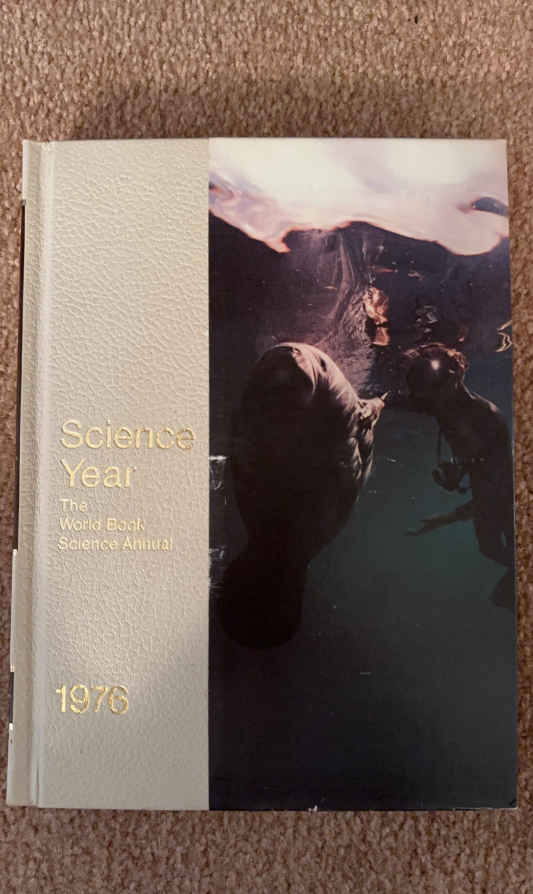 Science
Year
The
World Book
Science Annual
1976